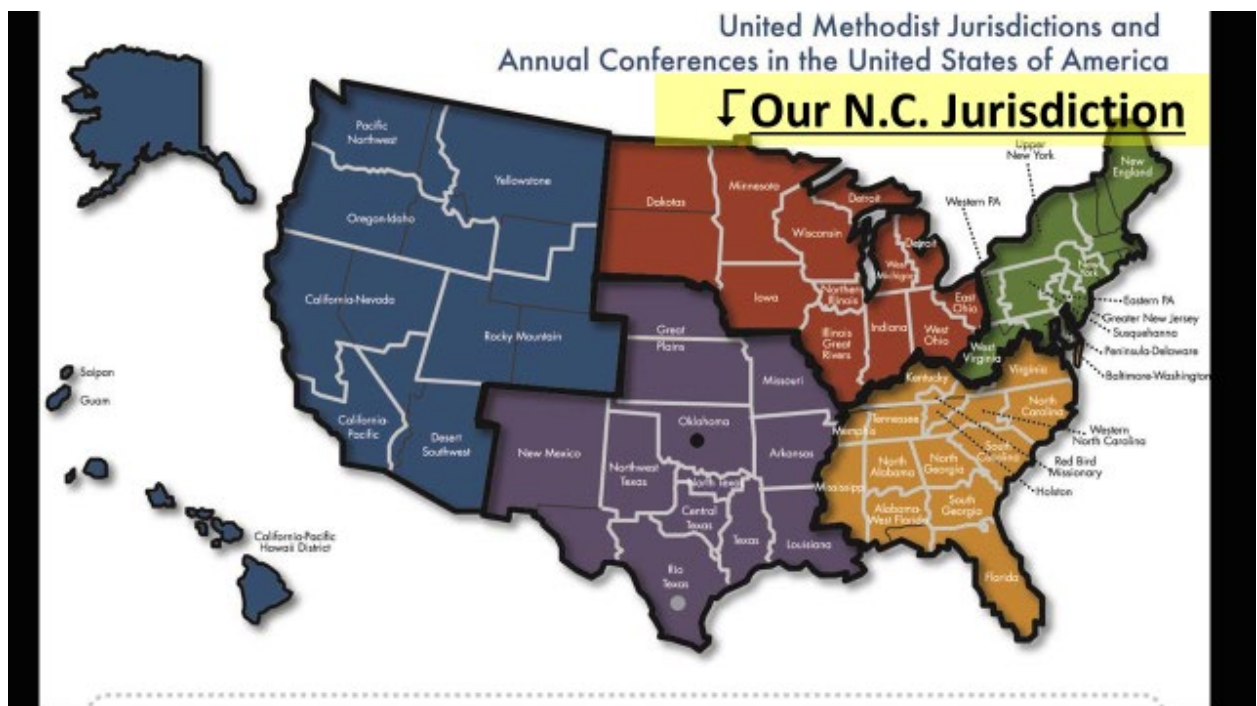 United Methodist Jurisdictions and
Annual Conferences in the United States of America
Our N.C. Jurisdiction
Pacific
Northwest
Yellowstone
Oregon-Idaho
California-Nevada
Rocky Mountain
California-
Pacific
Desert
Southwest
Saipan
Guam
California-Pacific
Hawaii District
Dakotas
Minnesota
Wisconsin
Detroit
Detroit
West
Michigan
Iowa
Northern
Illinois
Illinois
Great
Rivers
Indiana
West
Ohio
East
Ohio
Great
Plains
Missouri
Oklahoma
Arkansas
New Mexico
Northwest
Texas
North Texas
Central
Texas
Texas
Louisiana
Rio
Texas
Upper
New York
New
England
Western PA
New
York
Eastern PA
Greater New Jersey
Susquehanna
Peninsula-Delaware
Baltimore-Washington
West
Virginia
Kentucky
Virginia
Memphis
Tennessee
North
Carolina
Western
North Carolina
South
Carolina
Red Bird
Missionary
Holston
Mississippi
North
Alabama
North
Georgia
South
Georgia
Alabama-
West Florida
Florida